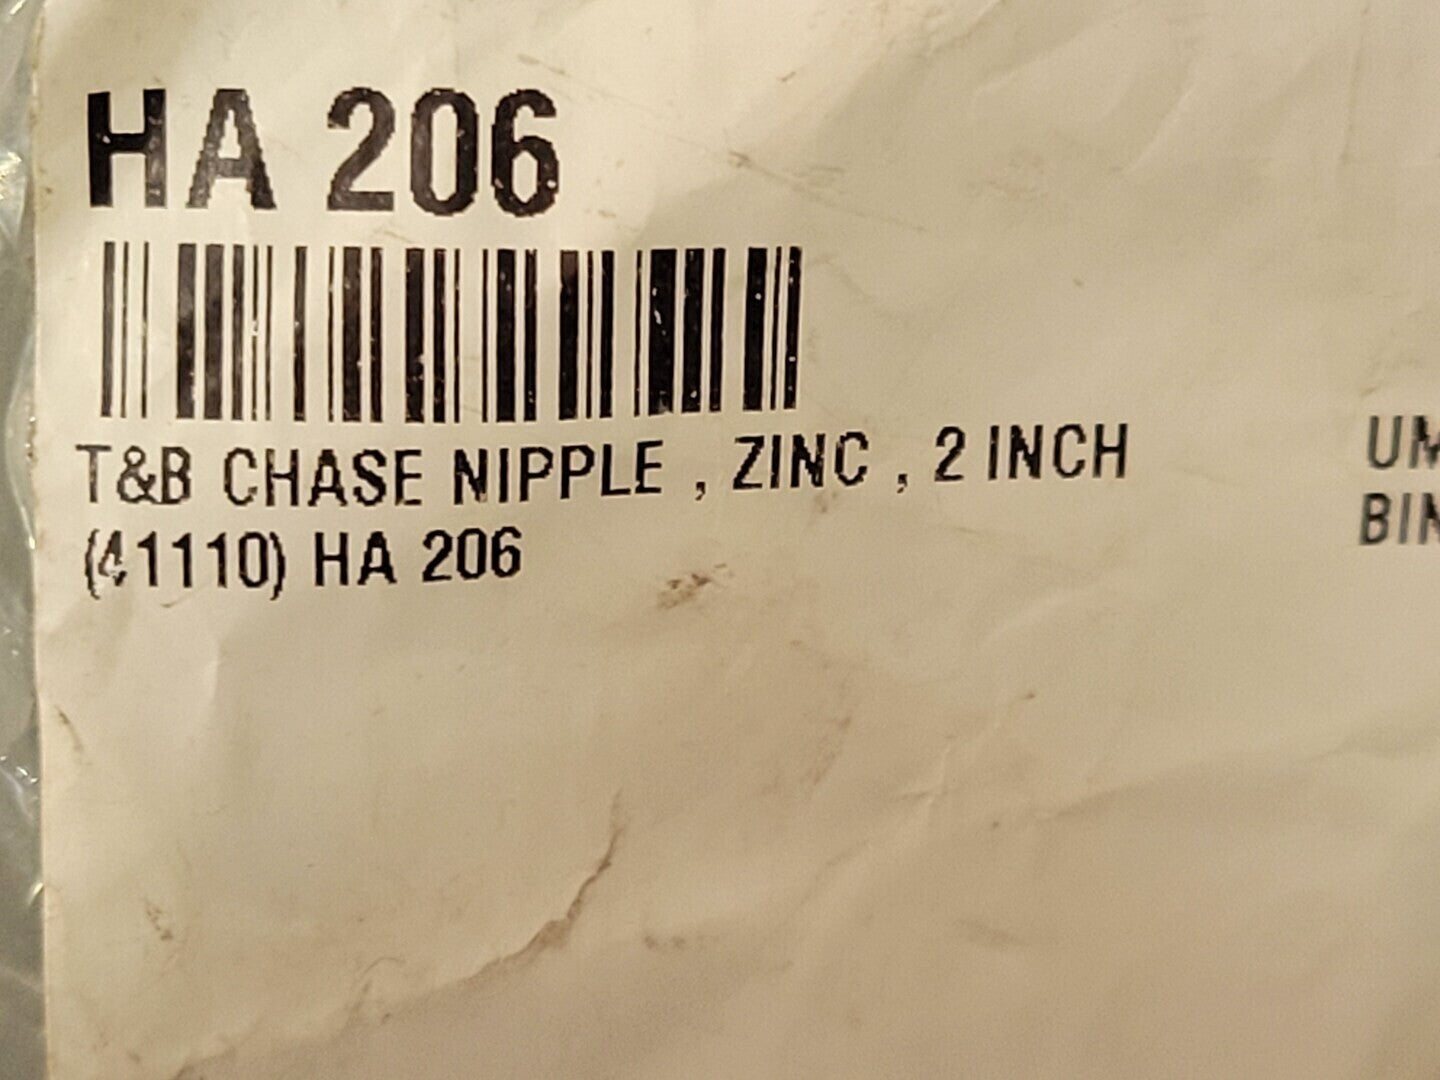 HA 206
T&B CHASE NIPPLE , ZINC , 2 INCH
(41110) HA 206